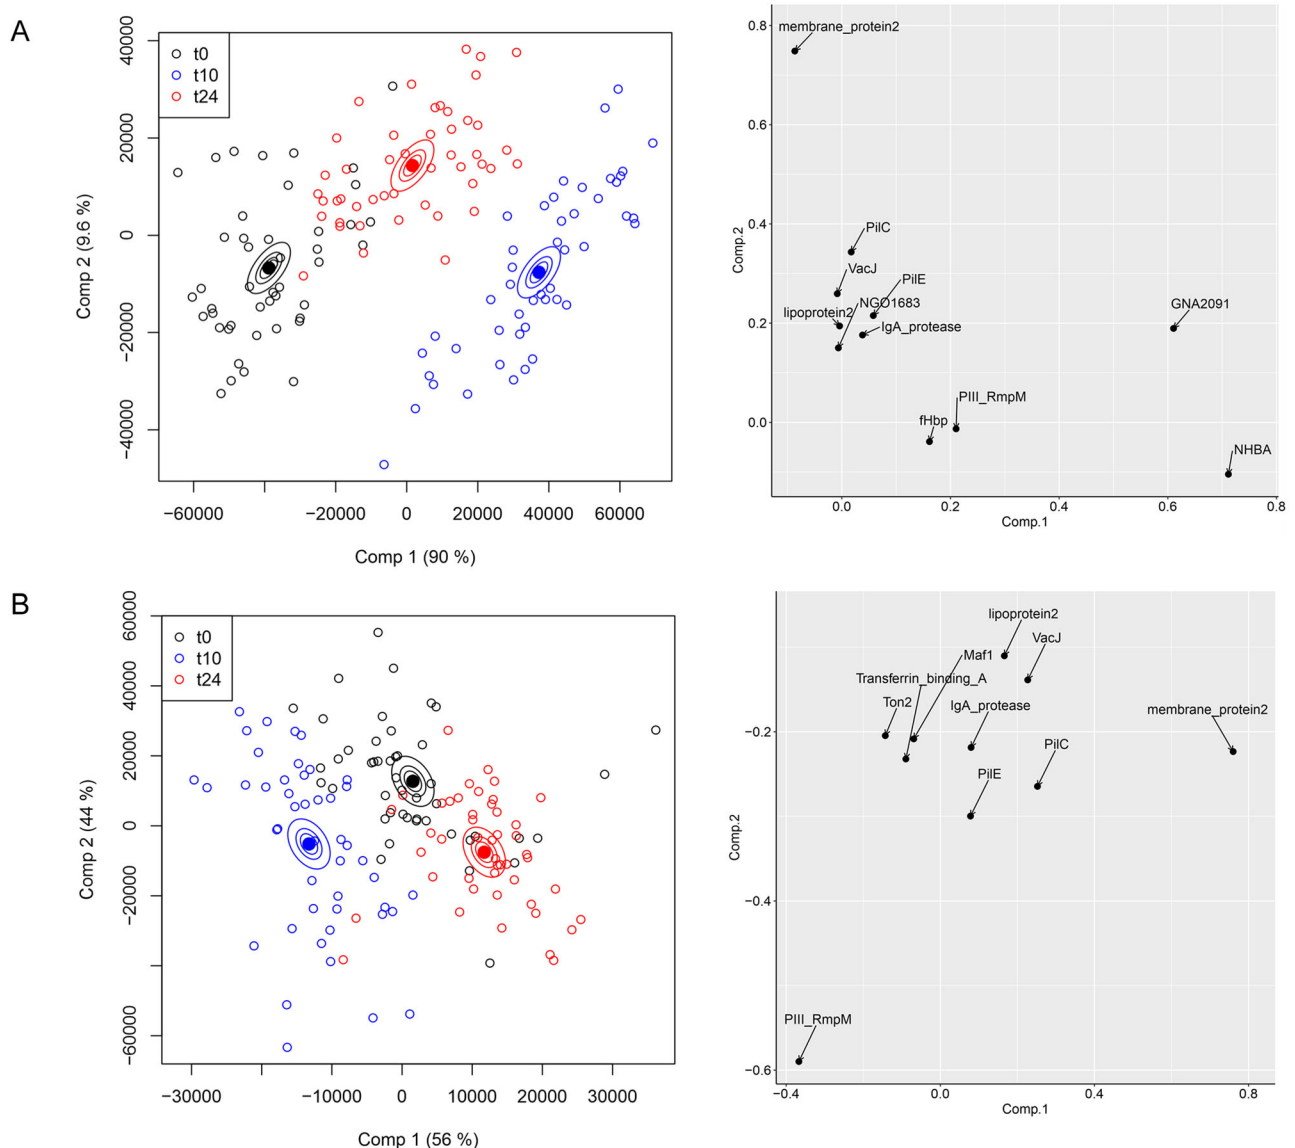 A
t0
t10
t24
40000
20000
0
−20000
−40000
Comp 2 (9.6 %)
−60000
−20000
0
20000
40000
60000
Comp 1 (90 %)
0.8
0.6
0.4
0.2
0.0
Comp.2
membrane_protein2
PilC
VacJ
PilE
NGO1683
lipoprotein2
IgA_protease
GNA2091
PIII_RmpM
fHbp
NHBA
0.0
0.2
0.4
0.6
0.8
Comp.1
B
t0
t10
t24
60000
40000
20000
0
−20000
−60000
Comp 2 (44 %)
−30000
−10000
0
10000
20000
30000
Comp 1 (56 %)
−0.2
−0.4
−0.6
Comp.2
lipoprotein2
VacJ
Maf1
Transferrin_binding_A
Ton2
IgA_protease
membrane_protein2
PilC
PilE
PIII_RmpM
−0.4
0.0
0.4
0.8
Comp.1